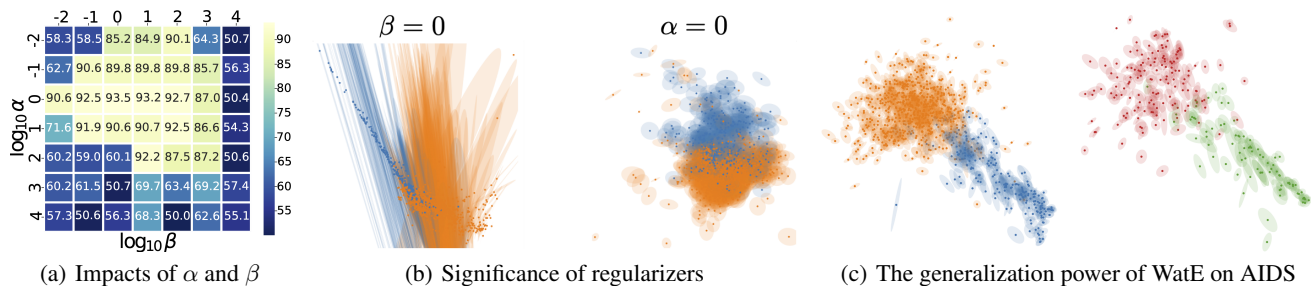 -2 -1 0 1 2 3 4
β = 0
α = 0
-2 58.3 58.5 85.2 84.9 90.1 64.3 50.7
-1 62.7 90.6 89.8 89.8 89.8 85.7 56.3
0 90.6 92.5 93.5 93.2 92.7 87.0 50.4
1 71.6 91.9 90.6 90.7 92.5 86.6 54.3
2 60.2 59.0 60.1 92.2 87.5 87.2 50.6
3 60.2 61.5 50.7 69.7 63.4 69.2 57.4
4 57.3 50.6 56.3 68.3 50.0 62.6 55.1
log10α
log10β
90
85
80
75
70
65
60
55
(a) Impacts of α and β
(b) Significance of regularizers
(c) The generalization power of WatE on AIDS